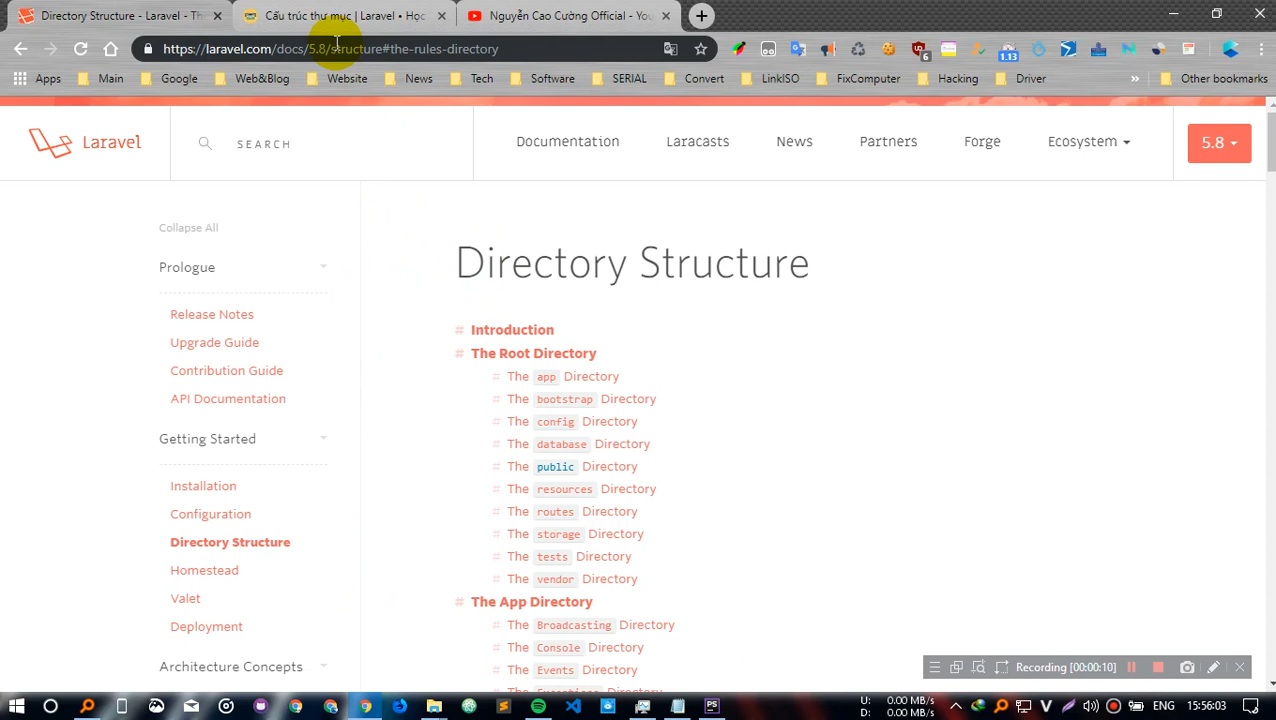 Directory Structure - Laravel - Th
Cấu trúc thư mục | Laravel • Học
Nguyễn Cao Cường Official - You
https://laravel.com/docs/5.8/structure#the-rules-directory
6
1.13
Apps
Main
Google
Web&Blog
Website
News
Tech
Software
SERIAL
Convert
LinkISO
FixComputer
Hacking
Driver
»
Other bookmarks
Laravel
SEARCH
Documentation
Laracasts
News
Partners
Forge
Ecosystem
5.8
Collapse All
Prologue
Release Notes
Upgrade Guide
Contribution Guide
API Documentation
Getting Started
Installation
Configuration
Directory Structure
Homestead
Valet
Deployment
Architecture Concepts
Directory Structure
# Introduction
# The Root Directory
# The app Directory
# The bootstrap Directory
# The config Directory
# The database Directory
# The public Directory
# The resources Directory
# The routes Directory
# The storage Directory
# The tests Directory
# The vendor Directory
# The App Directory
# The Broadcasting Directory
# The Console Directory
# The Events Directory
Recording [00:00:10]
U: 0.00 MB/s
D: 0.00 MB/s
ENG
15:56:03